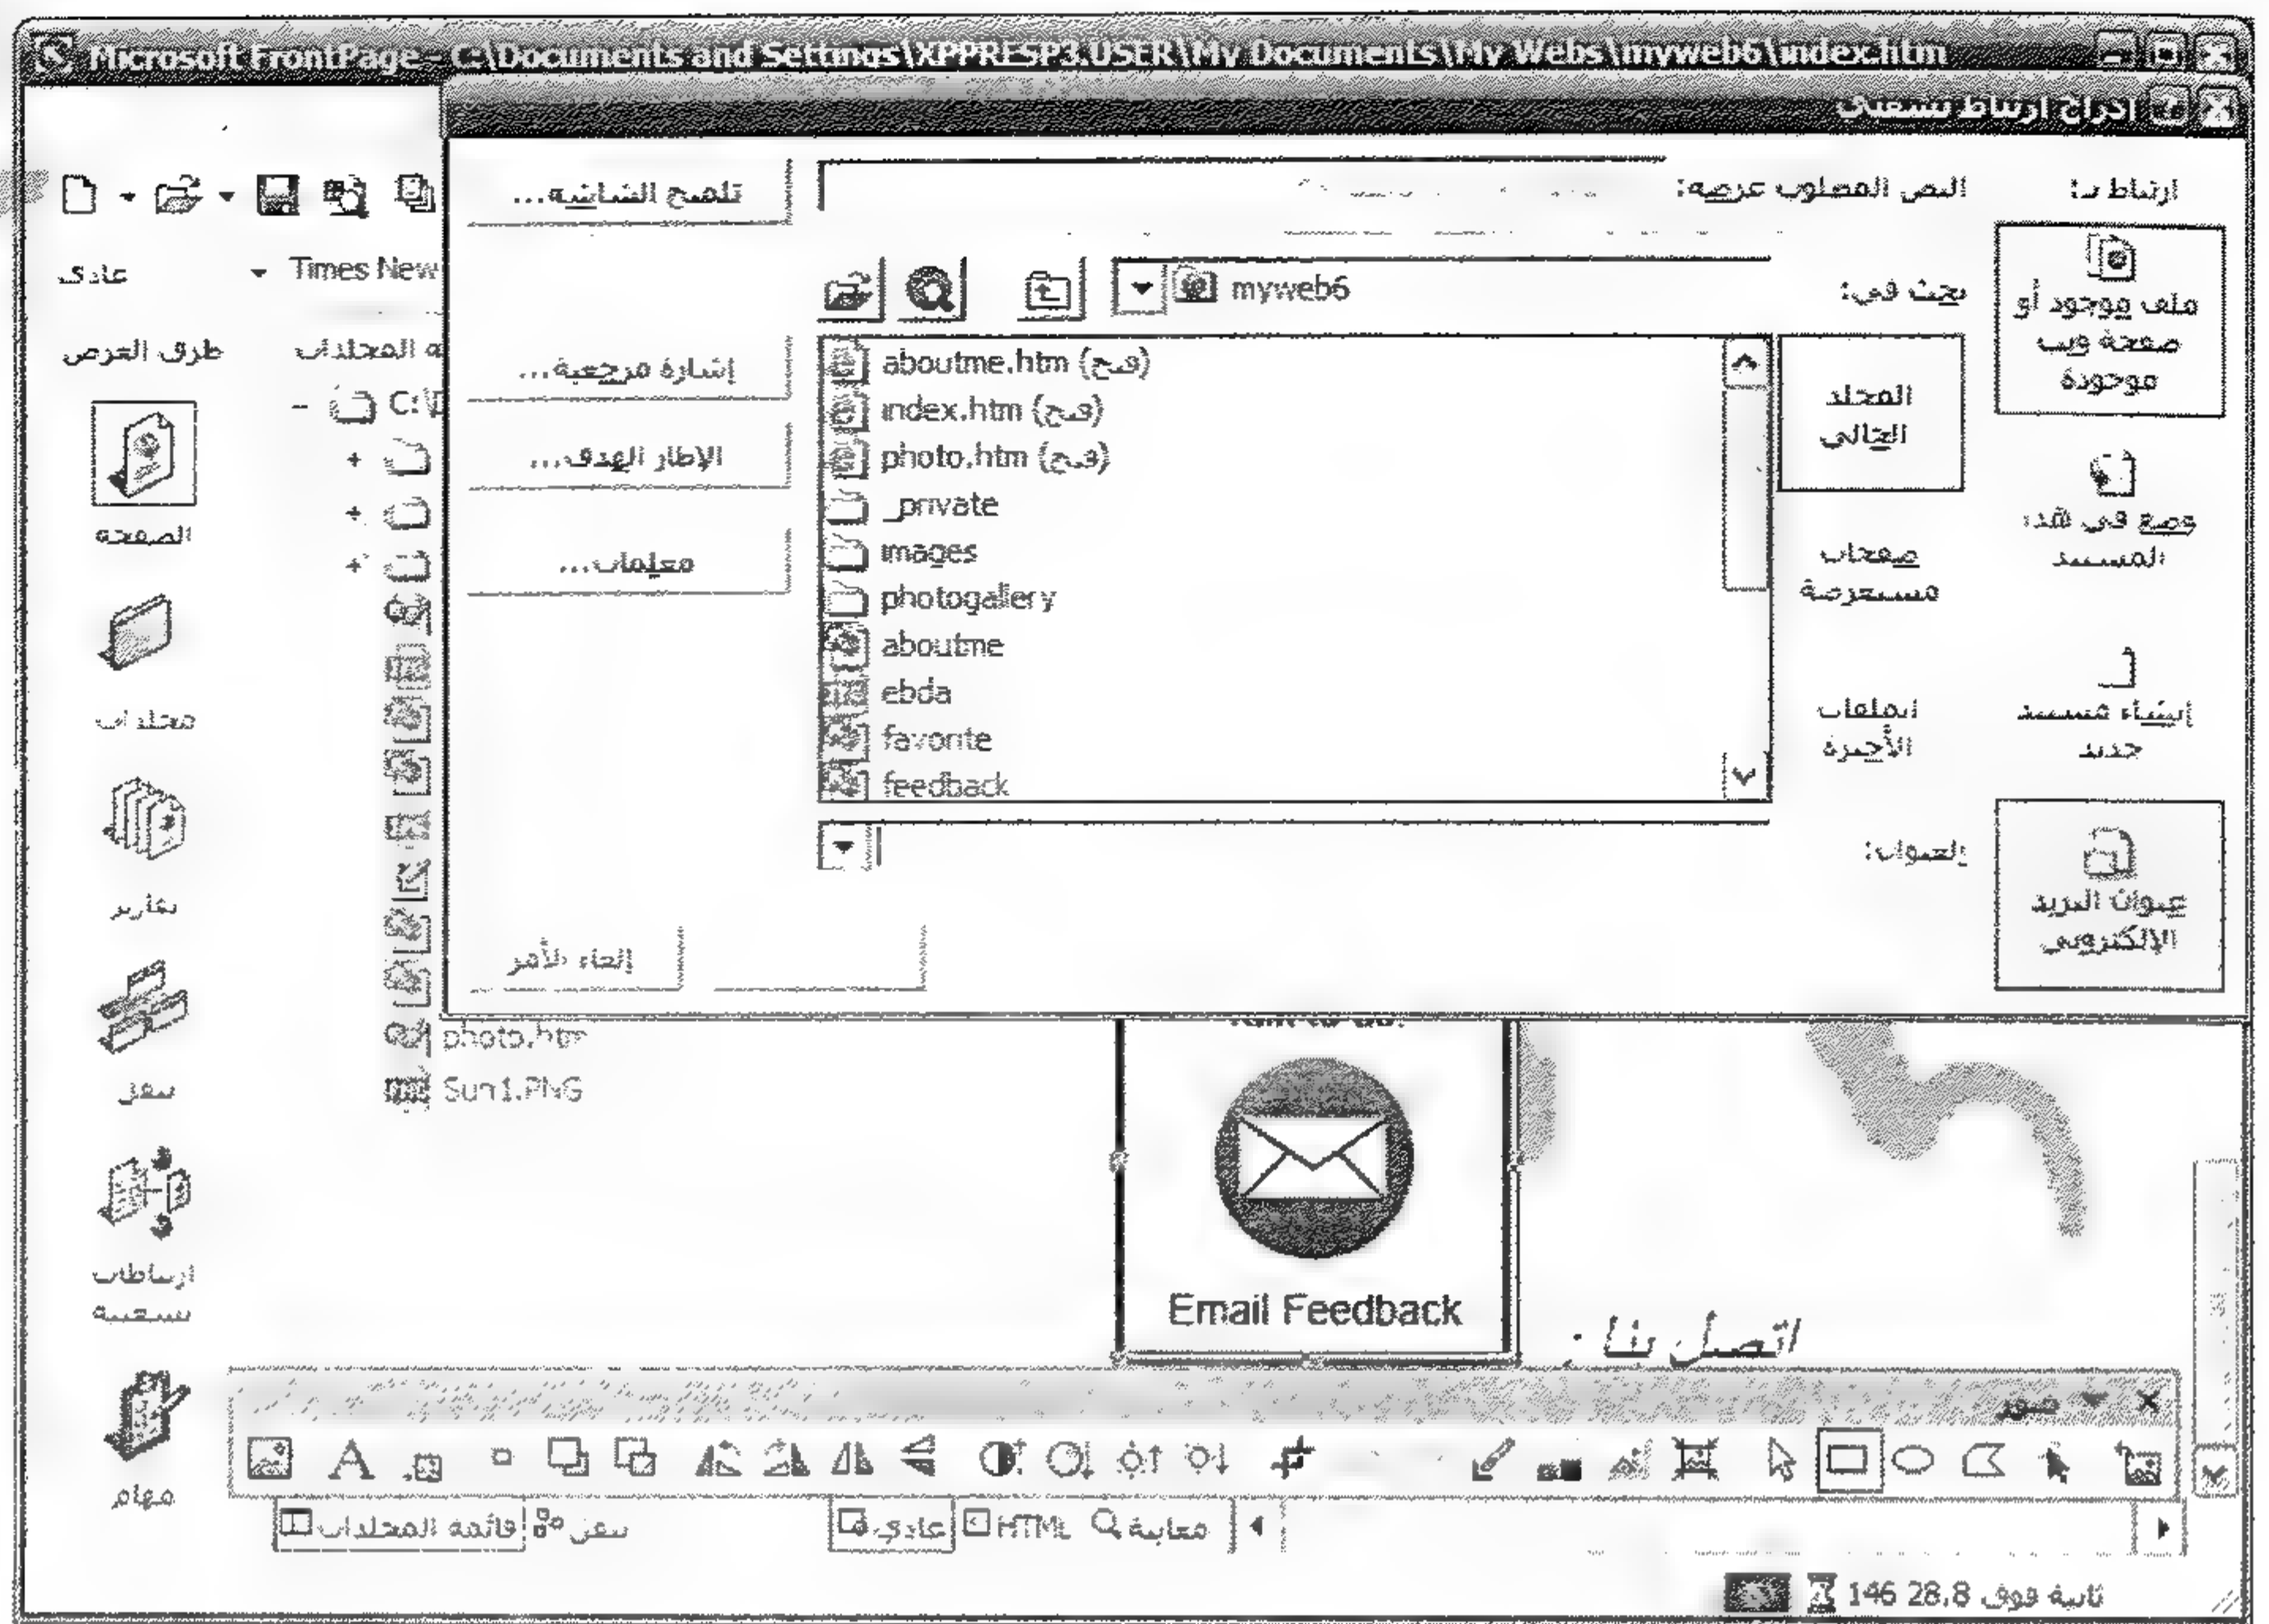 Microsoft FrontPage - C:\Documents and Settings\XPPRESP3.USER\My Documents\My Webs\myweb6\index.htm
إدراج ارتباط تشعبي
ارتباط بـ:
النص المطلوب عرضه:
تلميح الشاشة...
ملف موجود أو
صفحة ويب
موجودة
بحث في:
myweb6
عادي
Times New
طرق العرض
المجلدات
C:\D
المجلد
الحالي
aboutme.htm (فتح)
index.htm (فتح)
photo.htm (فتح)
_private
images
photogallery
aboutme
ebda
favorite
feedback
إشارة مرجعية...
الإطار الهدف...
معلمات...
وضع في هذا
المستند
صفحات
مستعرضة
إنشاء مستند
جديد
الملفات
الأخيرة
العنوان:
عنوان البريد
الإلكتروني
إلغاء الأمر
الصفحة
مجلدات
تقارير
تنقل
ارتباطات
تشعبية
مهام
photo.htm
Sun1.PNG
Email Feedback
اتصل بنا :
صور
قائمة المجلدات
تنقل
عادي
HTML
معاينة
146 ثانية فوق 28.8